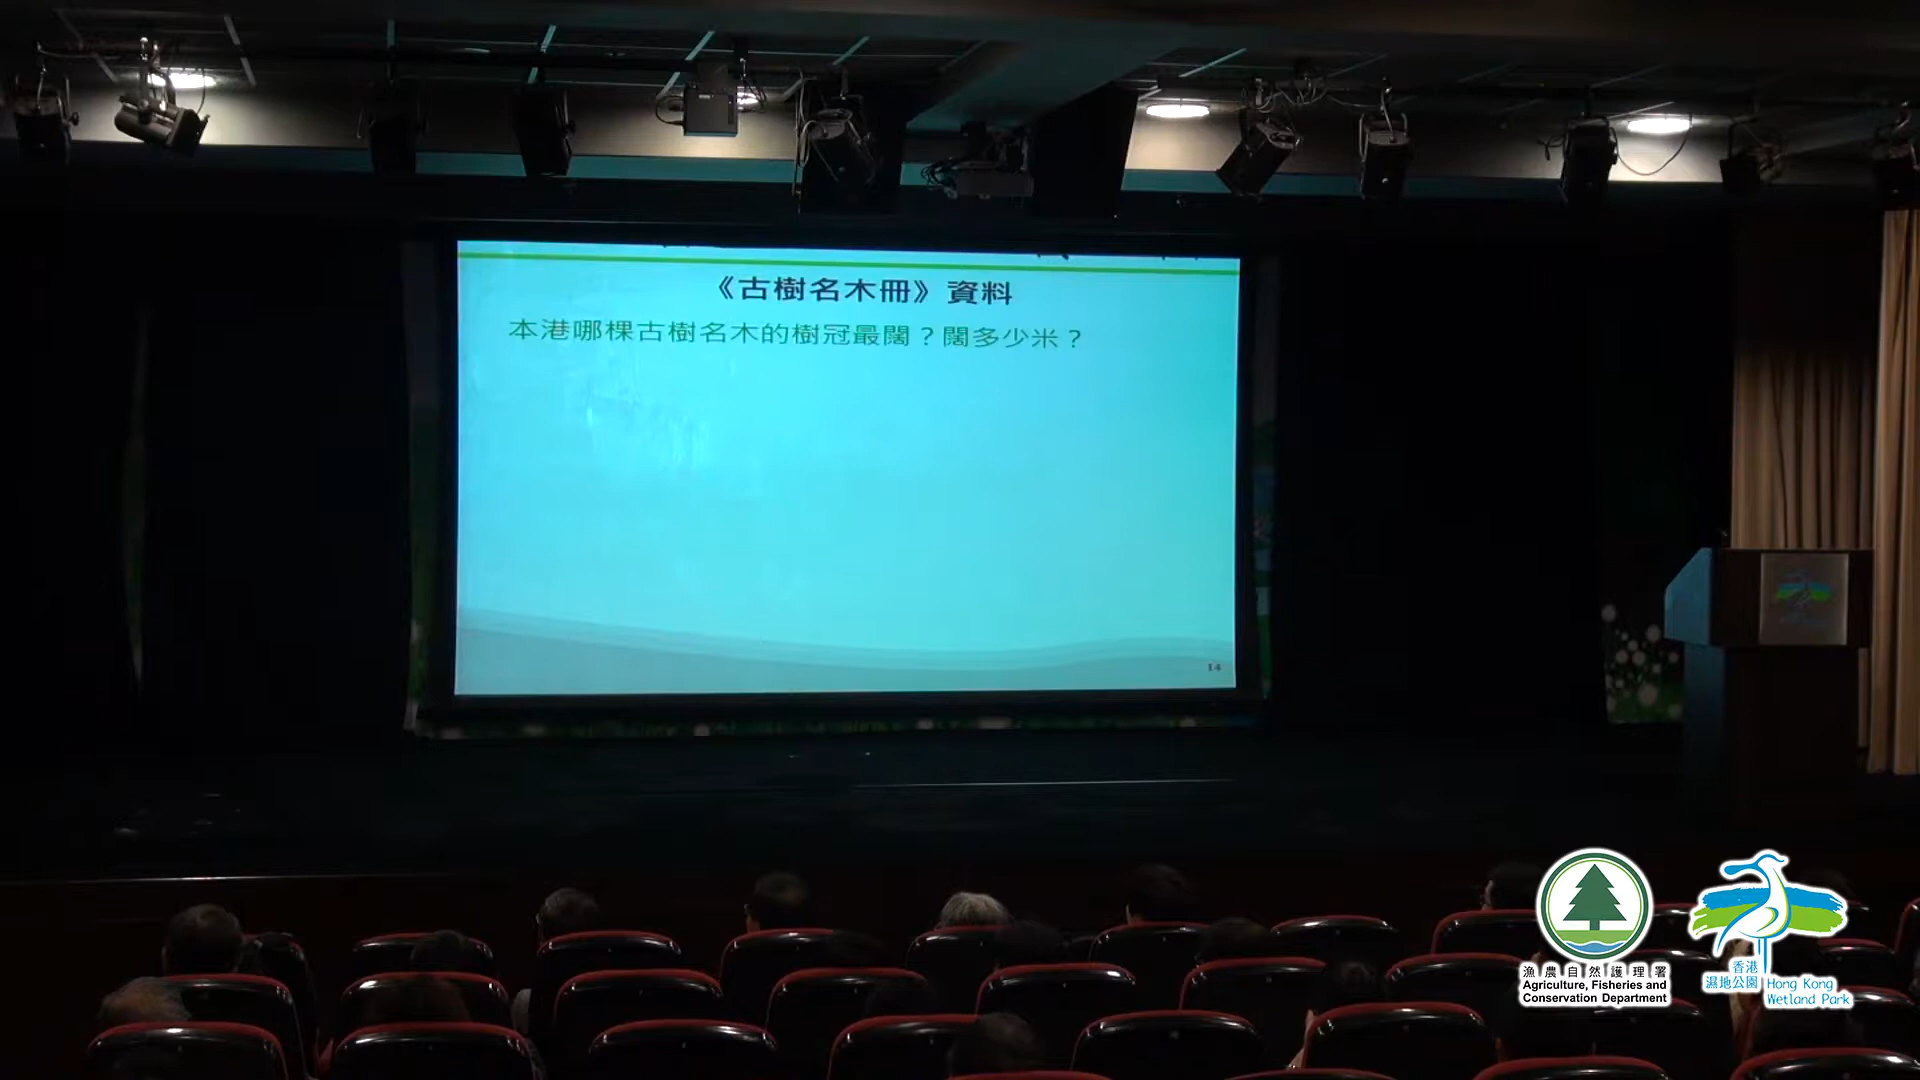 《古樹名木冊》資料
本港哪棵古樹名木的樹冠最闊？闊多少米？
14
漁農自然護理署
Agriculture, Fisheries and
Conservation Department
香港
濕地公園
Hong Kong
Wetland Park